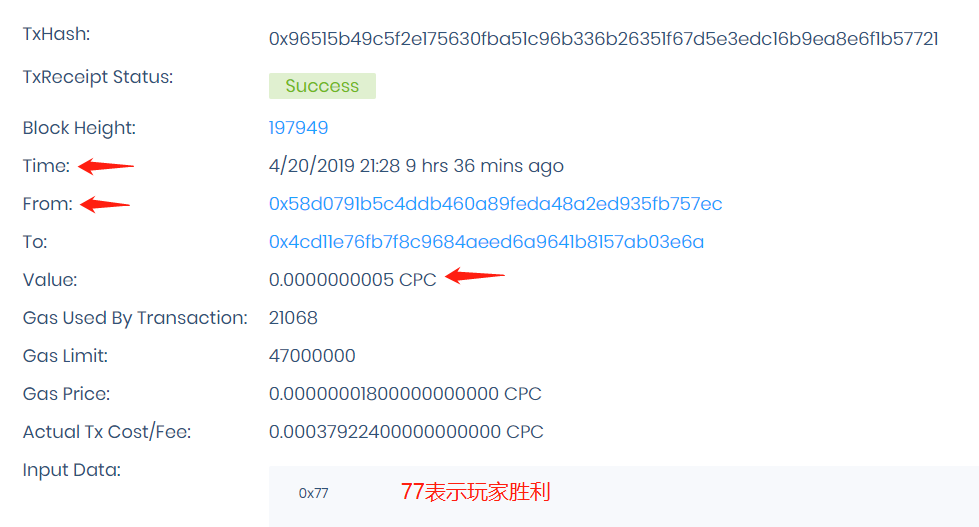 TxHash: 0x96515b49c5f2e175630fba51c96b336b26351f67d5e3edc16b9ea8e6f1b57721
TxReceipt Status: Success
Block Height: 197949
Time: 4/20/2019 21:28 9 hrs 36 mins ago
From: 0x58d0791b5c4ddb460a89feda48a2ed935fb757ec
To: 0x4cd11e76fb7f8c9684aeed6a9641b8157ab03e6a
Value: 0.0000000005 CPC
Gas Used By Transaction: 21068
Gas Limit: 47000000
Gas Price: 0.00000001800000000000 CPC
Actual Tx Cost/Fee: 0.00037922400000000000 CPC
Input Data:
0x77 77表示玩家胜利